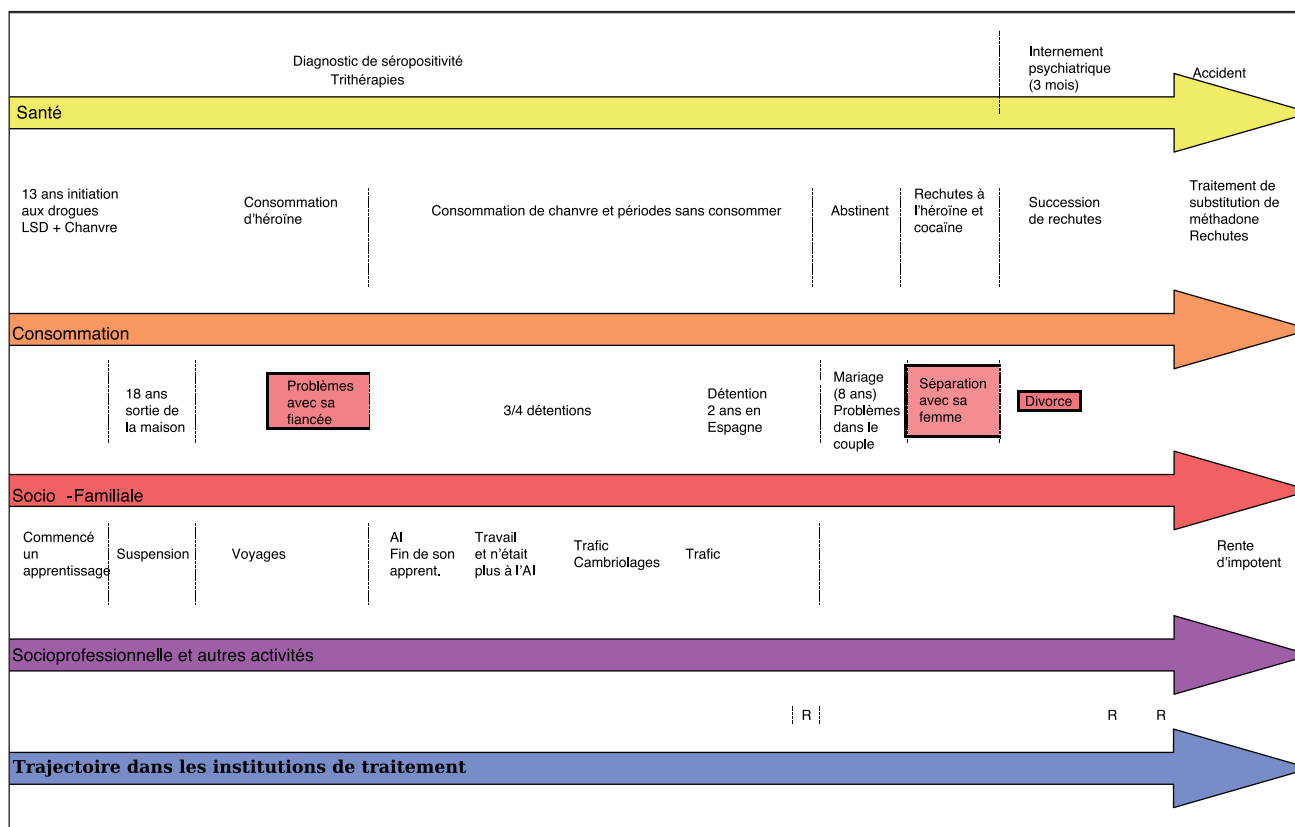 Diagnostic de séropositivité
Trithérapies
Internement
psychiatrique
(3 mois)
Accident
Santé
13 ans initiation
aux drogues
LSD + Chanvre
Consommation
d’héroïne
Consommation de chanvre et périodes sans consommer
Abstinent
Rechutes à
l’héroïne et
cocaïne
Succession
de rechutes
Traitement de
substitution de
méthadone
Rechutes
Consommation
18 ans
sortie de
la maison
Problèmes
avec sa
fiancée
3/4 détentions
Détention
2 ans en
Espagne
Mariage
(8 ans)
Problèmes
dans le
couple
Séparation
avec sa
femme
Divorce
Socio -Familiale
Commencé
un
apprentissage
Suspension
Voyages
AI
Fin de son
apprent.
Travail
et n’était
plus à l’AI
Trafic
Cambriolages
Trafic
Rente
d’impotent
Socioprofessionnelle et autres activités
R
R
R
Trajectoire dans les institutions de traitement